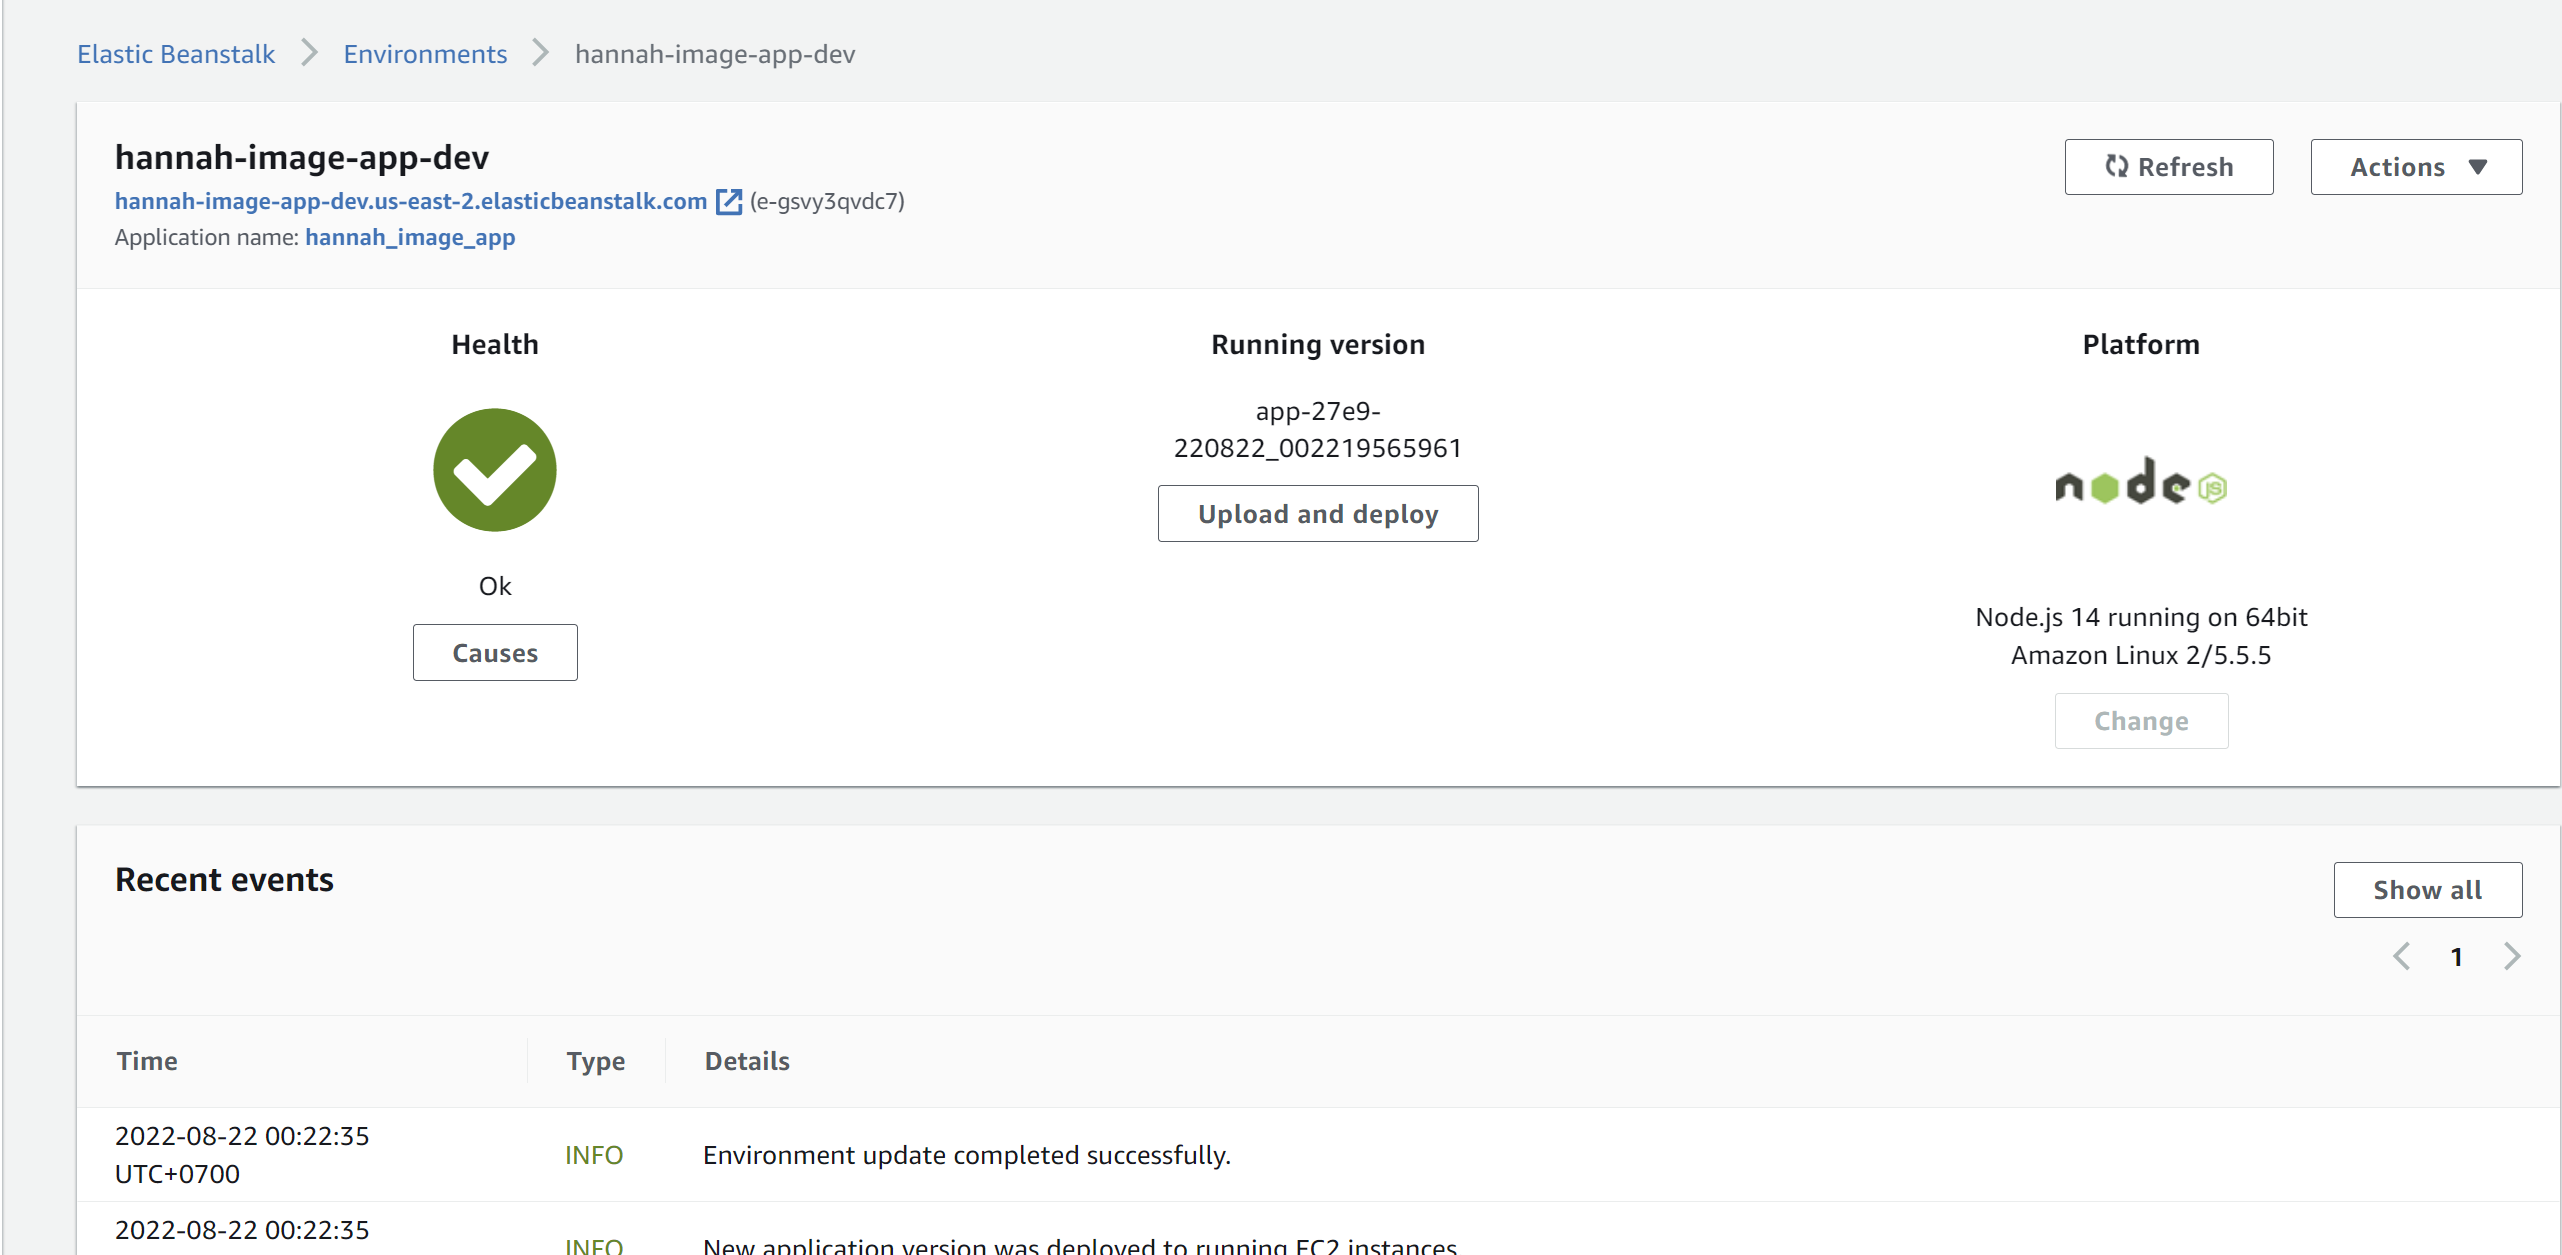 Elastic Beanstalk > Environments > hannah-image-app-dev
hannah-image-app-dev
Refresh
Actions
hannah-image-app-dev.us-east-2.elasticbeanstalk.com (e-gsvy3qvdc7)
Application name: hannah_image_app
Health
Ok
Causes
Running version
app-27e9-
220822_002219565961
Upload and deploy
Platform
node JS
Node.js 14 running on 64bit
Amazon Linux 2/5.5.5
Change
Recent events
Show all
1
Time Type Details
2022-08-22 00:22:35
UTC+0700
INFO
Environment update completed successfully.
2022-08-22 00:22:35
INFO
New application version was deployed to running EC2 instances